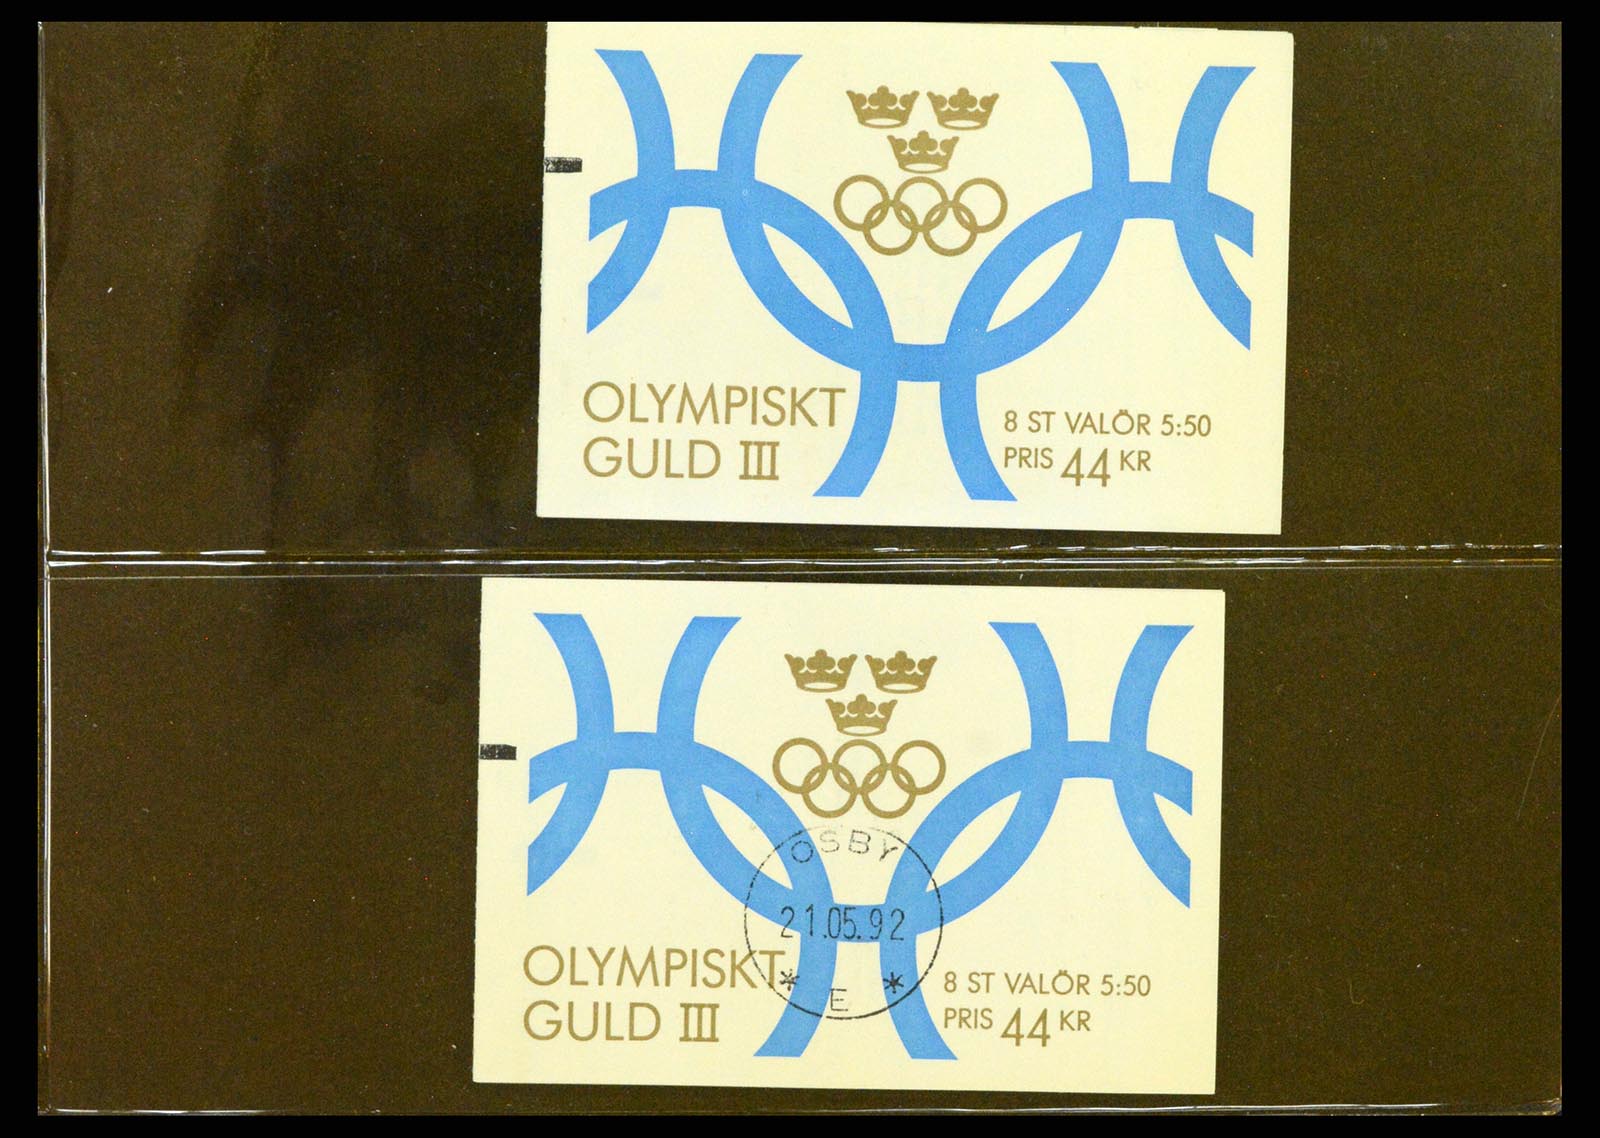 OLYMPISKT
GULD III
8 ST VALÖR 5:50
PRIS 44 KR
OSBY
21.05.92
* E *
OLYMPISKT
GULD III
8 ST VALÖR 5:50
PRIS 44 KR